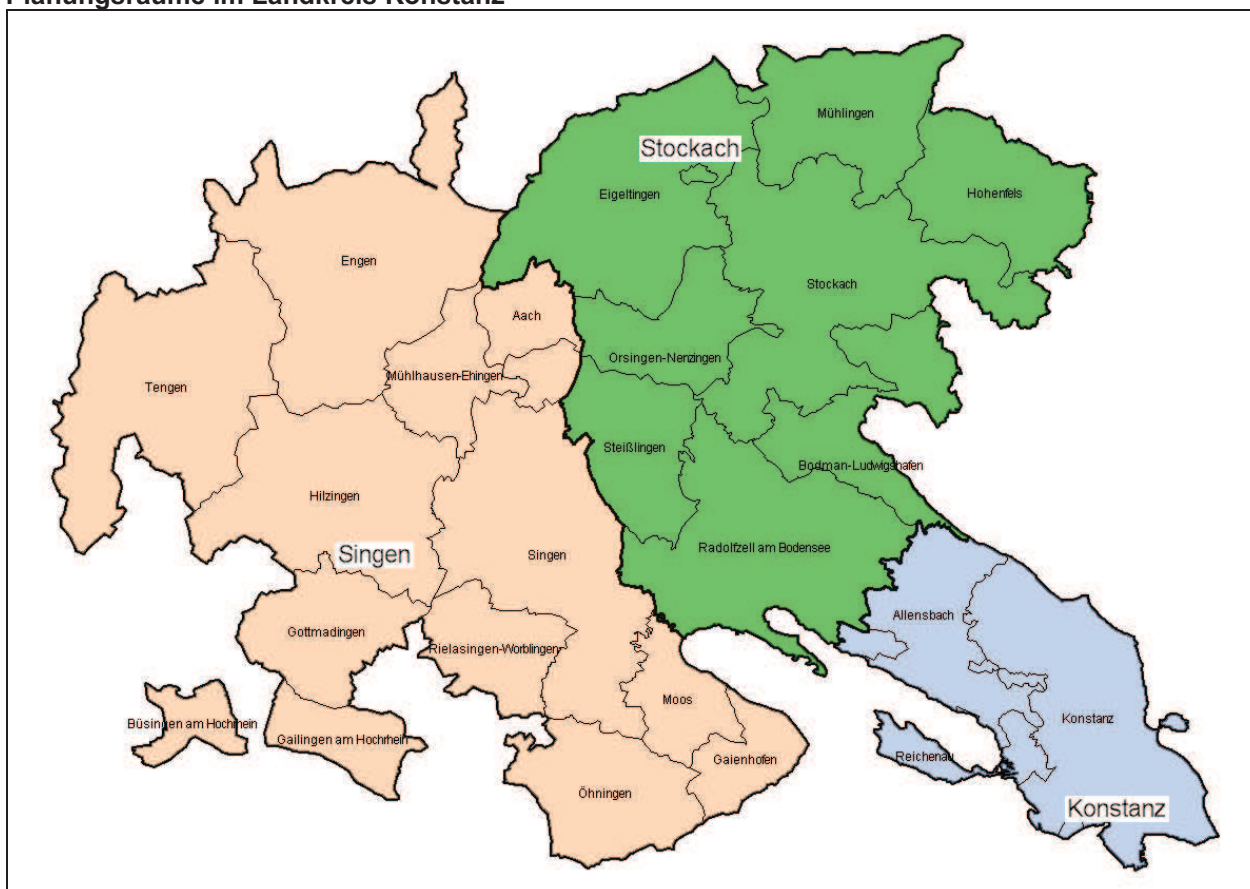 Planungsräume im Landkreis Konstanz
Mühlingen
Stockach
Hohenfels
Eigeltingen
Engen
Stockach
Aach
Orsingen-Nenzingen
Mühlhausen-Ehingen
Tengen
Steißlingen
Bodman-Ludwigshafen
Hilzingen
Radolfzell am Bodensee
Singen
Singen
Allensbach
Gottmadingen
Rielasingen-Worblingen
Moos
Konstanz
Büsingen am Hochrhein
Gailingen am Hochrhein
Reichenau
Gaienhofen
Öhningen
Konstanz